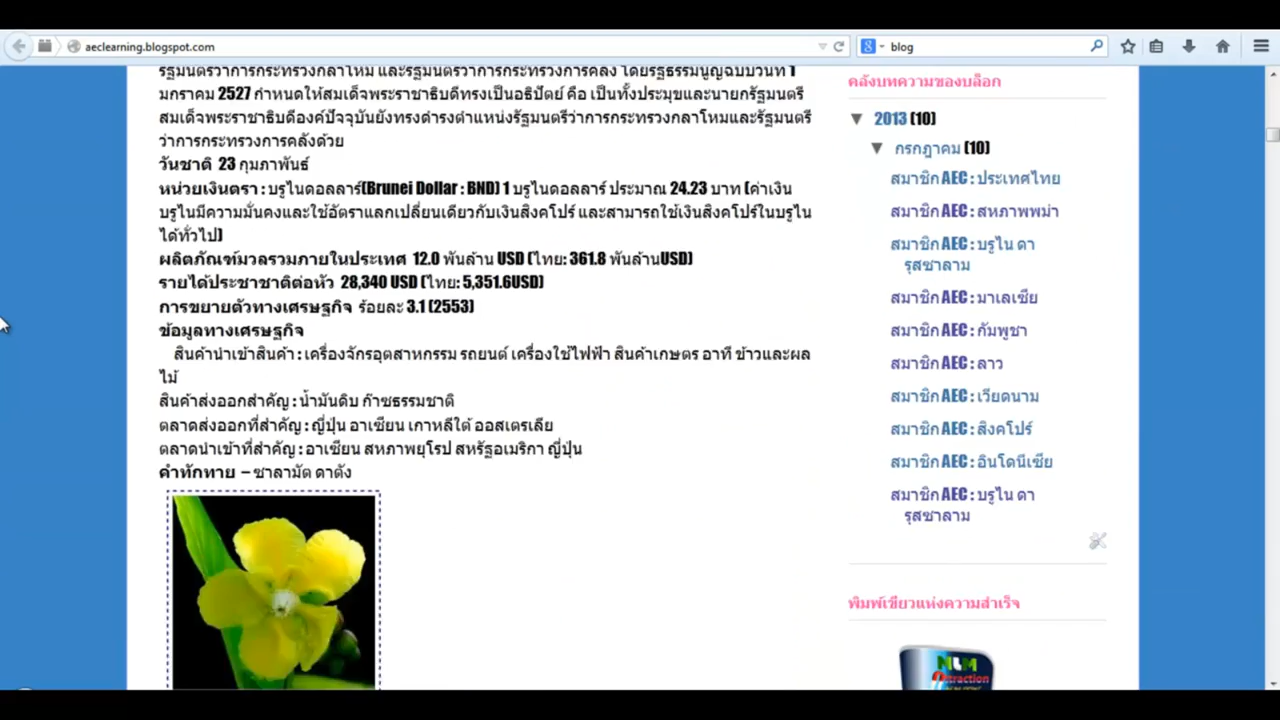 aeclearning.blogspot.com
blog
รัฐมนตรีว่าการกระทรวงกลาโหม และรัฐมนตรีว่าการกระทรวงการคลัง โดยรัฐธรรมนูญฉบับวันที่ 1
มกราคม 2527 กำหนดให้สมเด็จพระราชาธิบดีทรงเป็นอธิปัตย์ คือ เป็นทั้งประมุขและนายกรัฐมนตรี
สมเด็จพระราชาธิบดีองค์ปัจจุบันยังทรงดำรงตำแหน่งรัฐมนตรีว่าการกระทรวงกลาโหมและรัฐมนตรี
ว่าการกระทรวงการคลังด้วย
วันชาติ 23 กุมภาพันธ์
หน่วยเงินตรา : บรูไนดอลลาร์(Brunei Dollar : BND) 1 บรูไนดอลลาร์ ประมาณ 24.23 บาท (ค่าเงิน
บรูไนมีความมั่นคงและใช้อัตราแลกเปลี่ยนเดียวกับเงินสิงคโปร์ และสามารถใช้เงินสิงคโปร์ในบรูไน
ได้ทั่วไป)
ผลิตภัณฑ์มวลรวมภายในประเทศ 12.0 พันล้าน USD (ไทย: 361.8 พันล้านUSD)
รายได้ประชาชาติต่อหัว 28,340 USD (ไทย: 5,351.6USD)
การขยายตัวทางเศรษฐกิจ ร้อยละ 3.1 (2553)
ข้อมูลทางเศรษฐกิจ
สินค้านำเข้าสินค้า : เครื่องจักรอุตสาหกรรม รถยนต์ เครื่องใช้ไฟฟ้า สินค้าเกษตร อาทิ ข้าวและผล
ไม้
สินค้าส่งออกสำคัญ : น้ำมันดิบ ก๊าซธรรมชาติ
ตลาดส่งออกที่สำคัญ : ญี่ปุ่น อาเซียน เกาหลีใต้ ออสเตรเลีย
ตลาดนำเข้าที่สำคัญ : อาเซียน สหภาพยุโรป สหรัฐอเมริกา ญี่ปุ่น
คำทักทาย – ซาลามัต ดาตัง
คลังบทความของบล็อก
▼ 2013 (10)
▼ กรกฎาคม (10)
สมาชิก AEC : ประเทศไทย
สมาชิก AEC : สหภาพพม่า
สมาชิก AEC : บรูไน ดา
รุสซาลาม
สมาชิก AEC : มาเลเซีย
สมาชิก AEC : กัมพูชา
สมาชิก AEC : ลาว
สมาชิก AEC : เวียดนาม
สมาชิก AEC : สิงคโปร์
สมาชิก AEC : อินโดนีเซีย
สมาชิก AEC : บรูไน ดา
รุสซาลาม
พิมพ์เขียวแห่งความสำเร็จ
MLM
ttraction